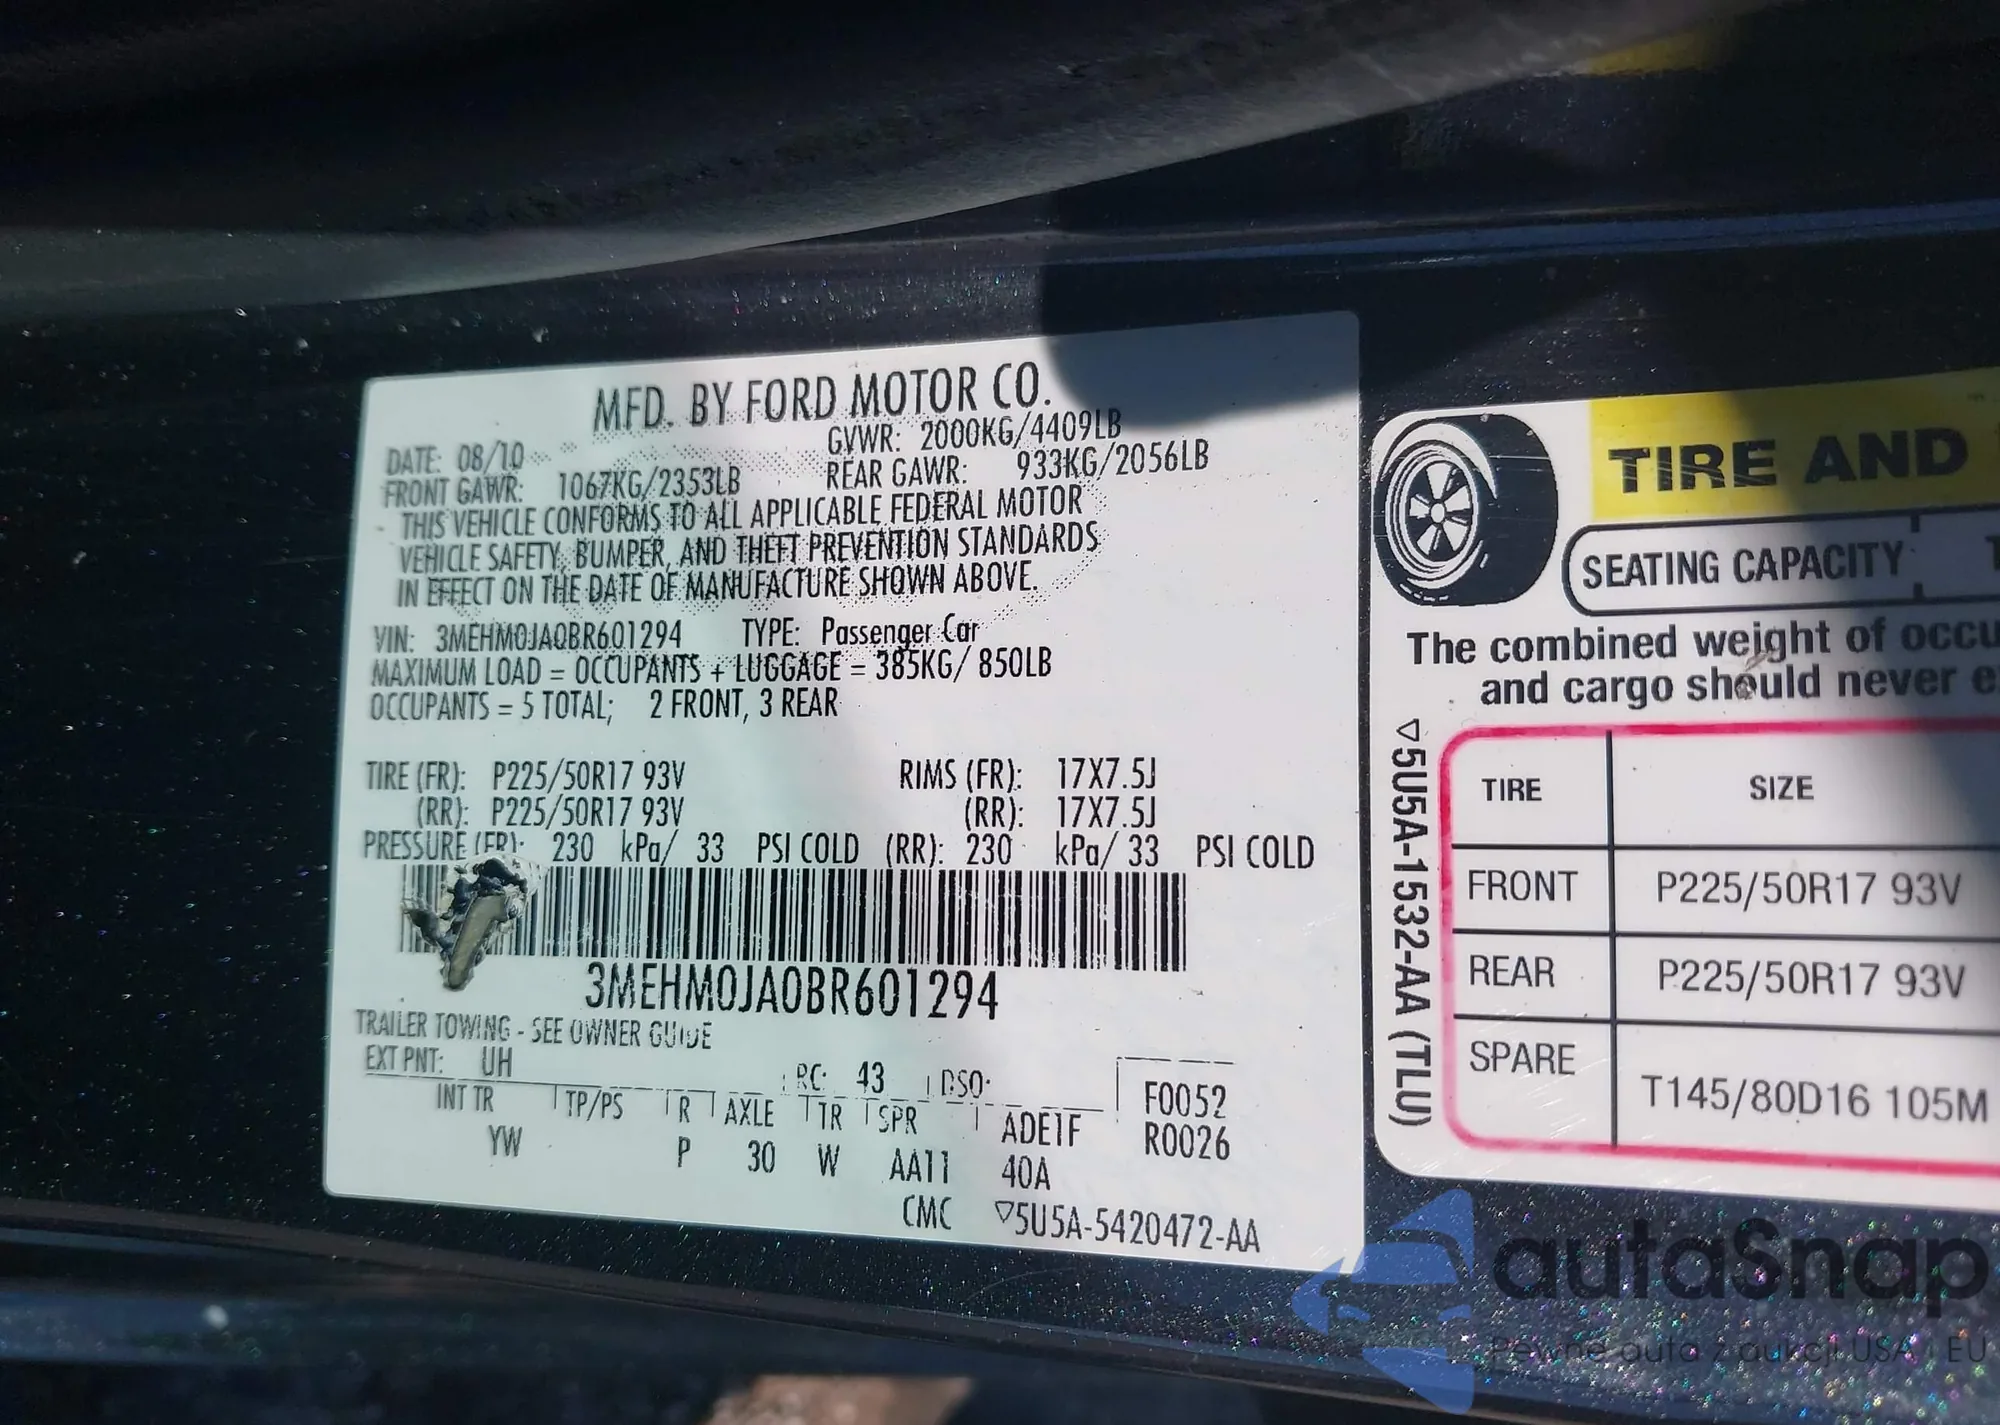 MFD. BY FORD MOTOR CO.
DATE: 08/10 GVWR: 2000KG/4409LB
FRONT GAWR: 1067KG/2353LB REAR GAWR: 933KG/2056LB
THIS VEHICLE CONFORMS TO ALL APPLICABLE FEDERAL MOTOR
VEHICLE SAFETY, BUMPER, AND THEFT PREVENTION STANDARDS
IN EFFECT ON THE DATE OF MANUFACTURE SHOWN ABOVE.
VIN: 3MEHM0JA0BR601294 TYPE: Passenger Car
MAXIMUM LOAD = OCCUPANTS + LUGGAGE = 385KG/ 850LB
OCCUPANTS = 5 TOTAL; 2 FRONT, 3 REAR
TIRE (FR): P225/50R17 93V RIMS (FR): 17X7.5J
(RR): P225/50R17 93V (RR): 17X7.5J
PRESSURE (FR): 230 kPa/ 33 PSI COLD (RR): 230 kPa/ 33 PSI COLD
3MEHM0JA0BR601294
TRAILER TOWING - SEE OWNER GUIDE
EXT PNT: UH RC: 43 DSO: F0052
INT TR TP/PS R AXLE TR SPR ADE1F R0026
YW P 30 W AA11 40A
CMC ▽5U5A-5420472-AA
TIRE AND
SEATING CAPACITY
The combined weight of occu
and cargo should never e
▽5U5A-1532-AA (TLU)
TIRE SIZE
FRONT P225/50R17 93V
REAR P225/50R17 93V
SPARE T145/80D16 105M
autaSnap
Pewne auta z aukcji USA i EU